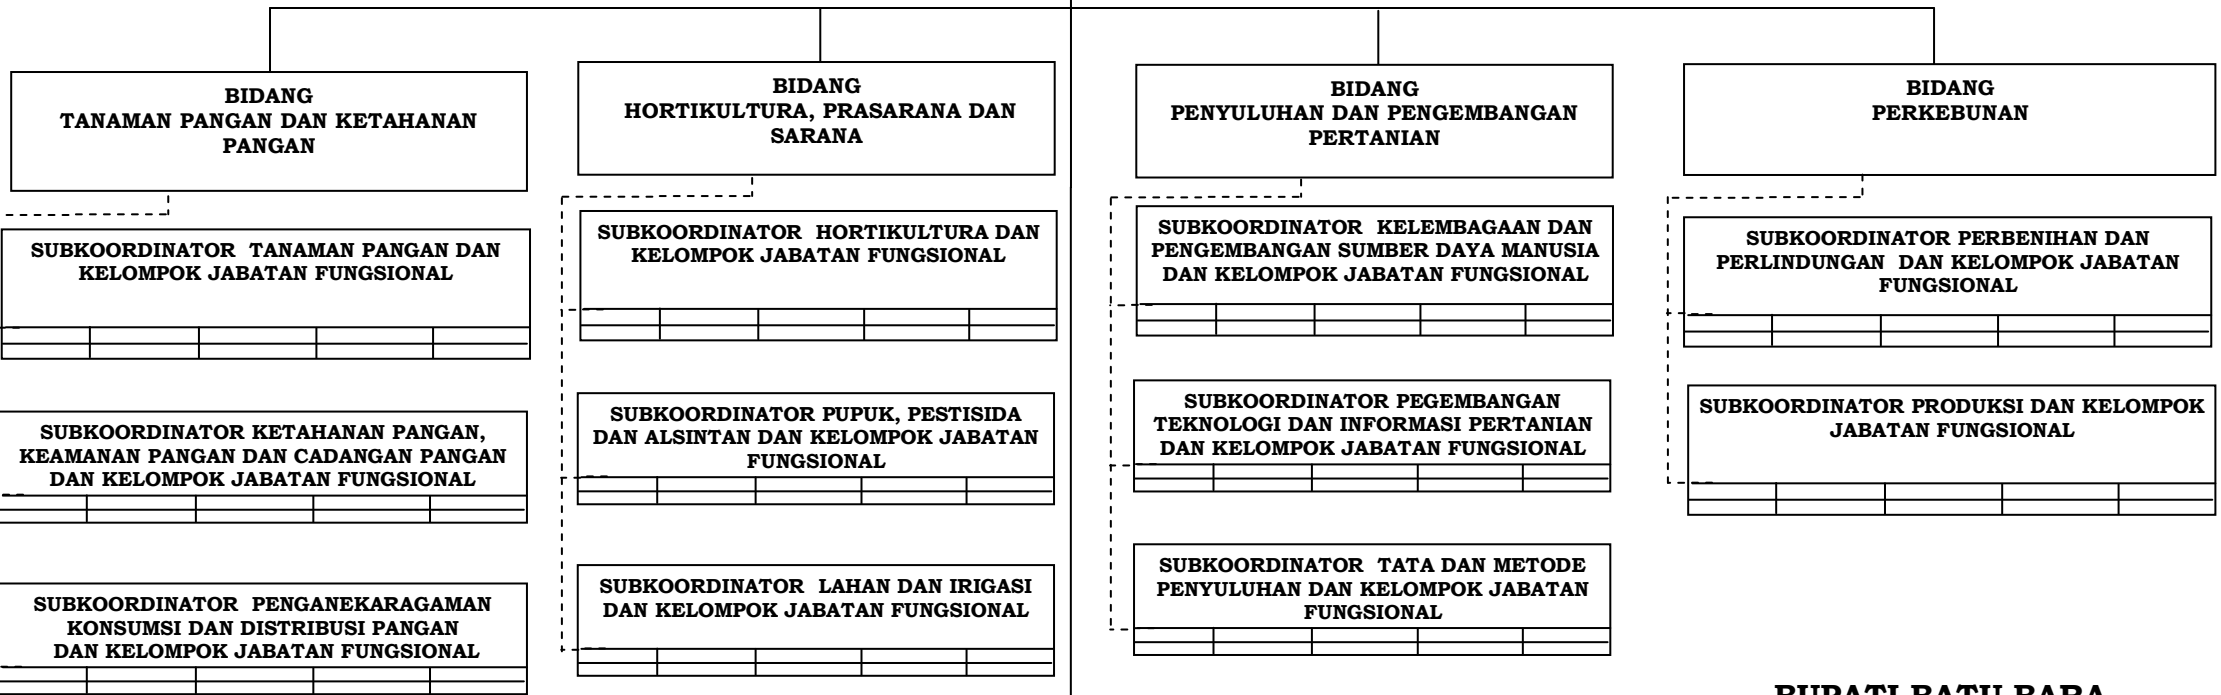 BIDANG
TANAMAN PANGAN DAN KETAHANAN
PANGAN
SUBKOORDINATOR TANAMAN PANGAN DAN
KELOMPOK JABATAN FUNGSIONAL
SUBKOORDINATOR KETAHANAN PANGAN,
KEAMANAN PANGAN DAN CADANGAN PANGAN
DAN KELOMPOK JABATAN FUNGSIONAL
SUBKOORDINATOR PENGANEKARAGAMAN
KONSUMSI DAN DISTRIBUSI PANGAN
DAN KELOMPOK JABATAN FUNGSIONAL
BIDANG
HORTIKULTURA, PRASARANA DAN
SARANA
SUBKOORDINATOR HORTIKULTURA DAN
KELOMPOK JABATAN FUNGSIONAL
SUBKOORDINATOR PUPUK, PESTISIDA
DAN ALSINTAN DAN KELOMPOK JABATAN
FUNGSIONAL
SUBKOORDINATOR LAHAN DAN IRIGASI
DAN KELOMPOK JABATAN FUNGSIONAL
BIDANG
PENYULUHAN DAN PENGEMBANGAN
PERTANIAN
SUBKOORDINATOR KELEMBAGAAN DAN
PENGEMBANGAN SUMBER DAYA MANUSIA
DAN KELOMPOK JABATAN FUNGSIONAL
SUBKOORDINATOR PEGEMBANGAN
TEKNOLOGI DAN INFORMASI PERTANIAN
DAN KELOMPOK JABATAN FUNGSIONAL
SUBKOORDINATOR TATA DAN METODE
PENYULUHAN DAN KELOMPOK JABATAN
FUNGSIONAL
BIDANG
PERKEBUNAN
SUBKOORDINATOR PERBENIHAN DAN
PERLINDUNGAN DAN KELOMPOK JABATAN
FUNGSIONAL
SUBKOORDINATOR PRODUKSI DAN KELOMPOK
JABATAN FUNGSIONAL
BUPATI BATU BARA